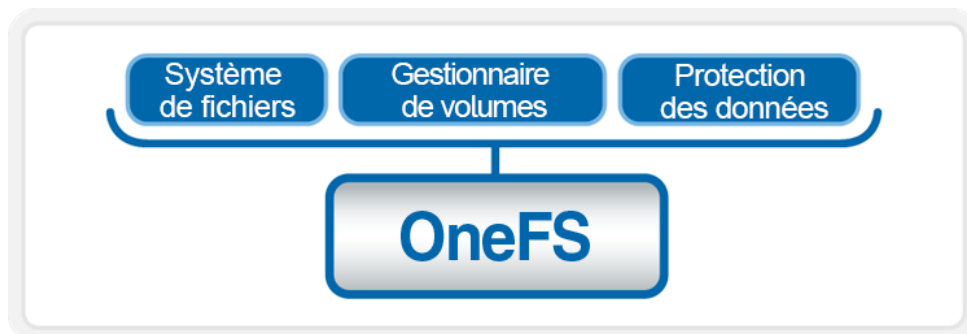 Système
de fichiers
Gestionnaire
de volumes
Protection
des données
OneFS